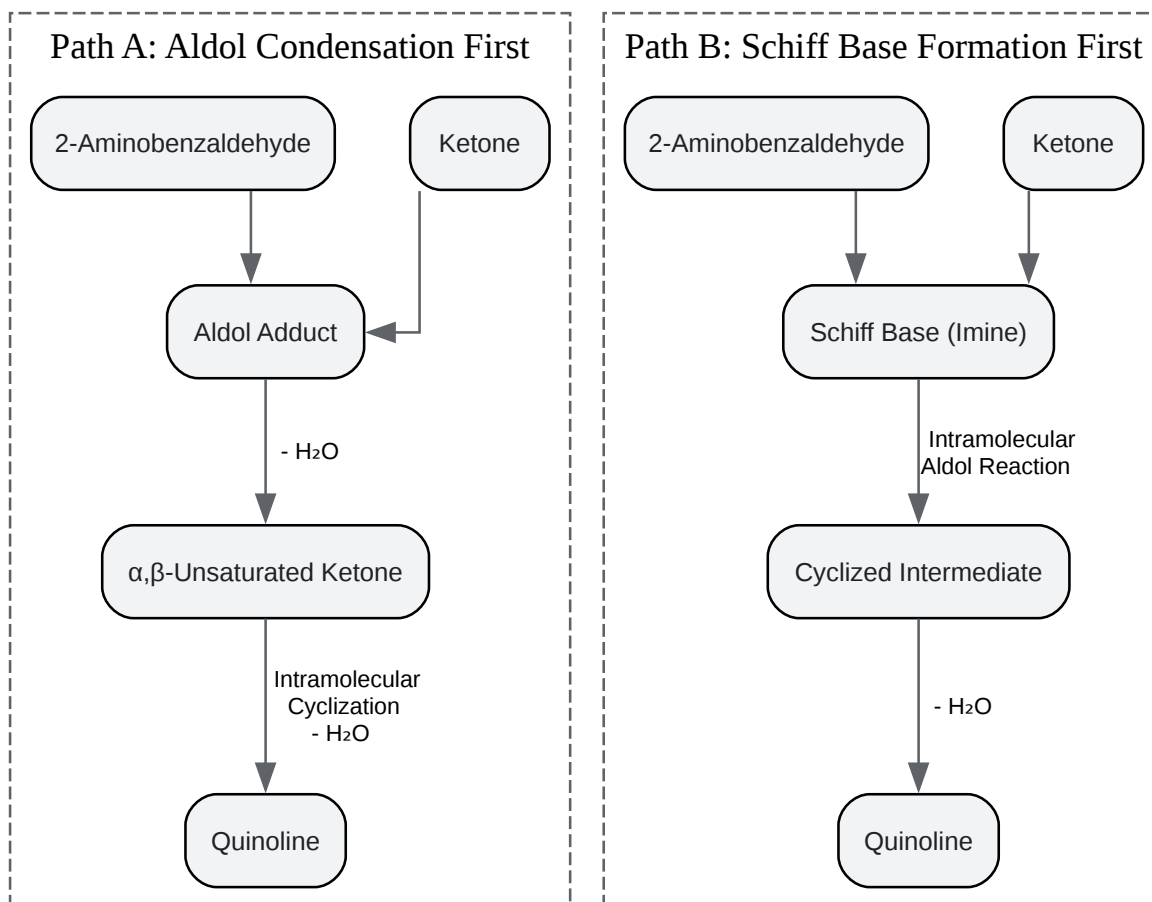 Path A: Aldol Condensation First
2-Aminobenzaldehyde
Ketone
Aldol Adduct
- H₂O
α,β-Unsaturated Ketone
Intramolecular
Cyclization
- H₂O
Quinoline
Path B: Schiff Base Formation First
2-Aminobenzaldehyde
Ketone
Schiff Base (Imine)
Intramolecular
Aldol Reaction
Cyclized Intermediate
- H₂O
Quinoline